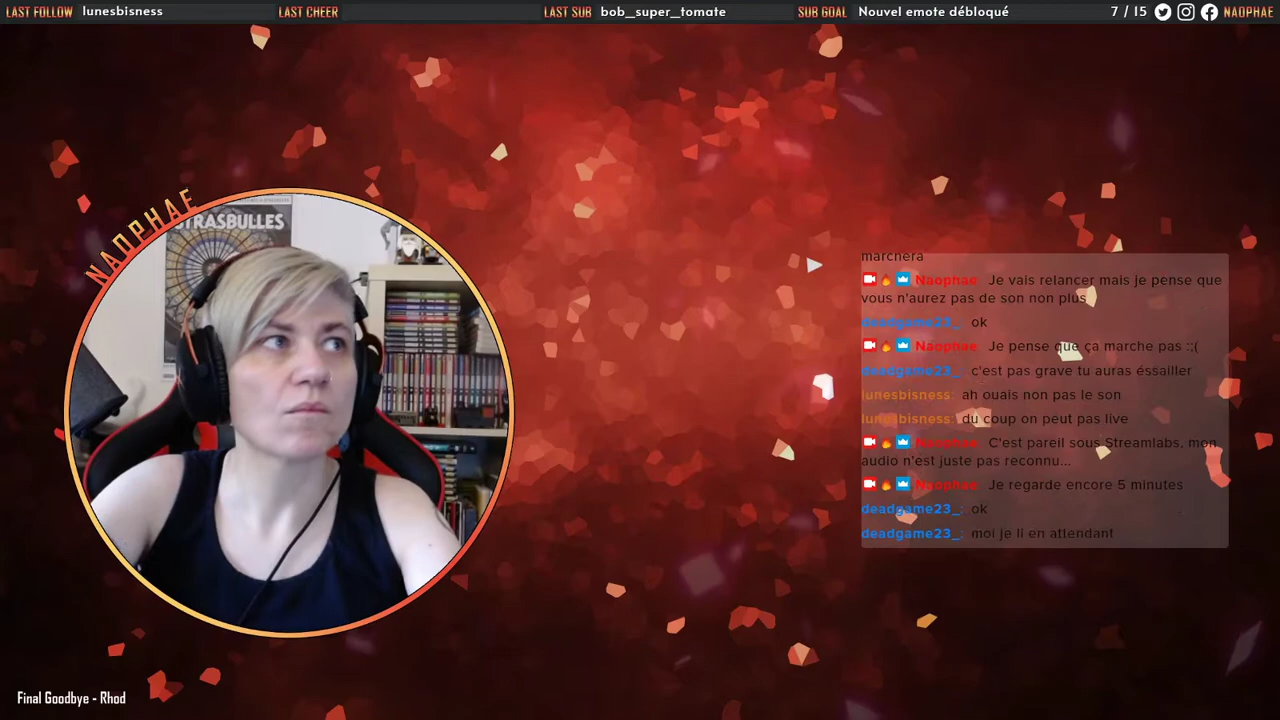 LAST FOLLOW lunesbisness LAST CHEER LAST SUB bob_super_tomate SUB GOAL Nouvel emote débloqué 7 / 15 NAOPHAE
NAOPHAE
STRASBULLES
marchera
Naophae Je vais relancer mais je pense que
vous n'aurez pas de son non plus
deadgame23_: ok
Naophae Je pense que ça marche pas :;(
deadgame23_: c'est pas grave tu auras éssailler
lunesbisness: ah ouais non pas le son
lunesbisness: du coup on peut pas live
Naophae C'est pareil sous Streamlabs, mon
audio n'est juste pas reconnu...
Naophae Je regarde encore 5 minutes
deadgame23_: ok
deadgame23_: moi je li en attendant
Final Goodbye - Rhod